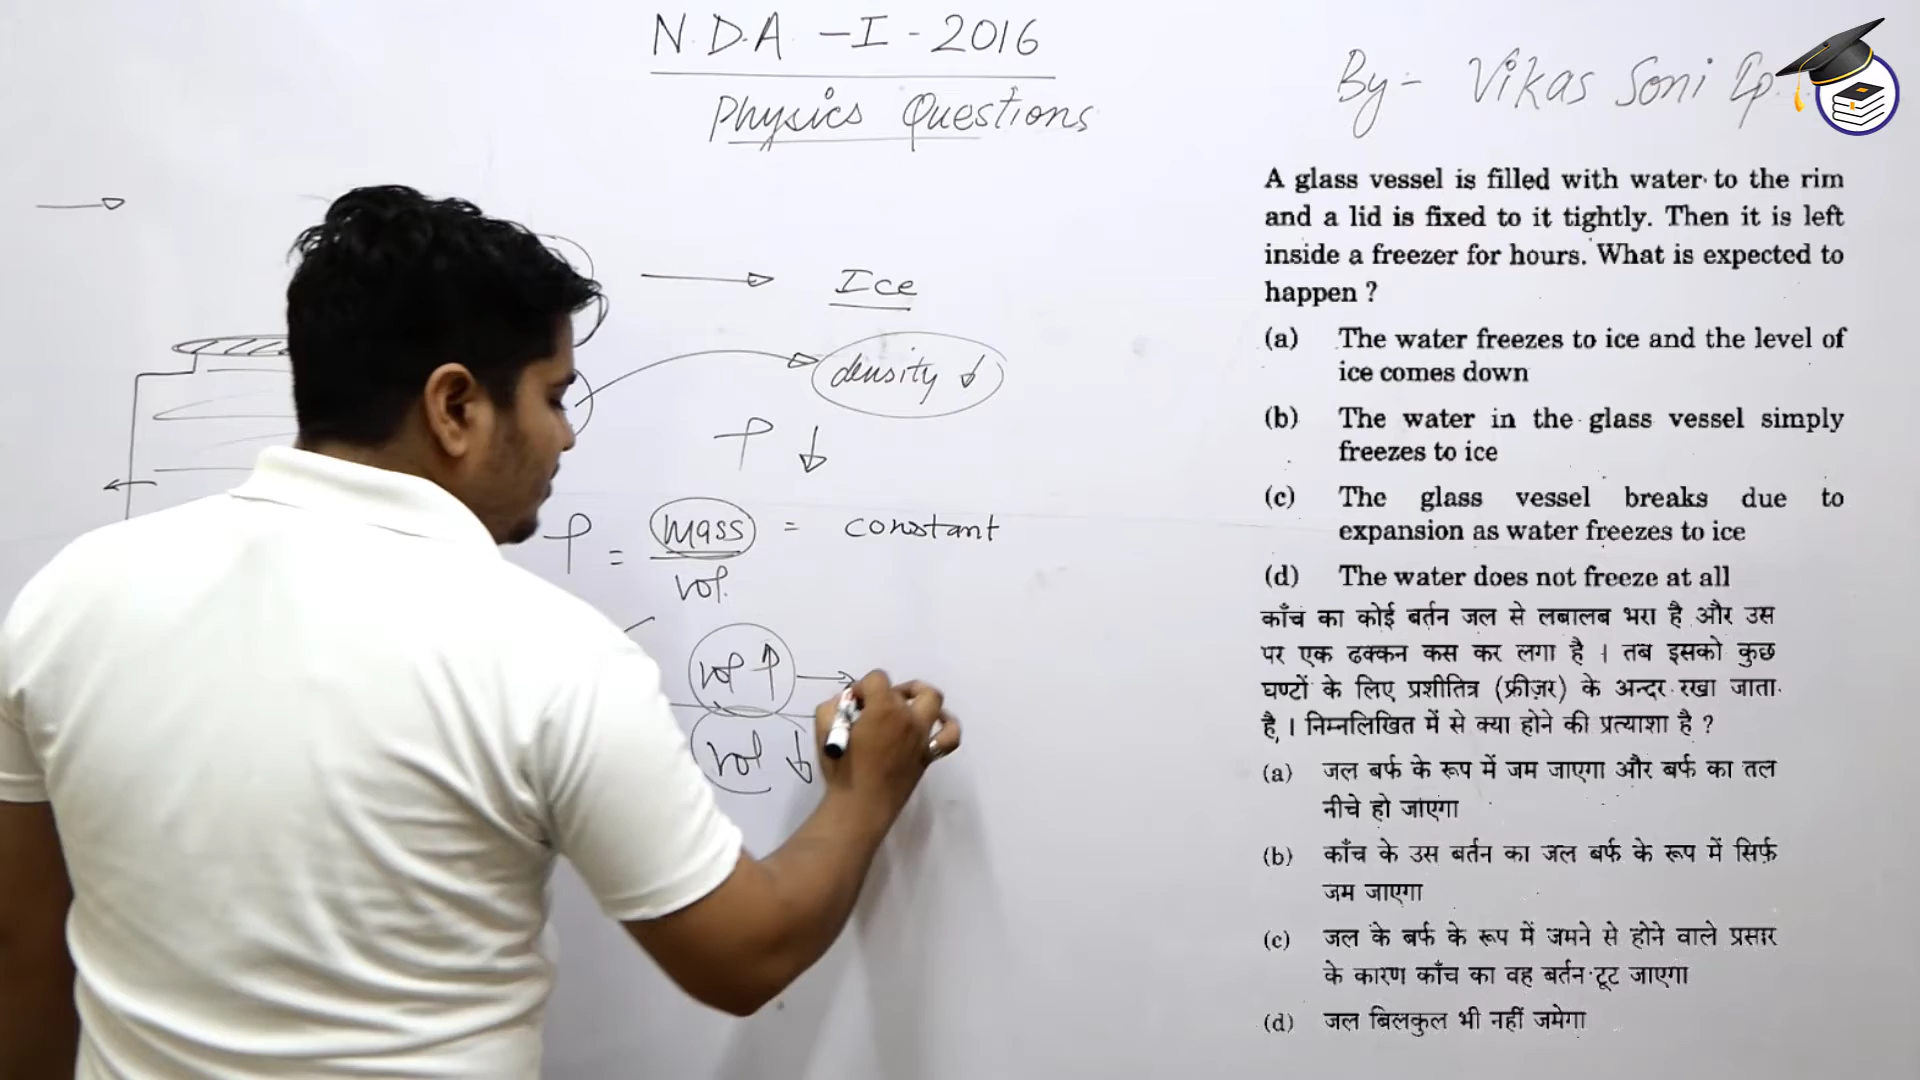 N.D.A - I - 2016
Physics Questions
By:- Vikas Soni
Ice
density ↓
ρ ↓
ρ = mass = constant
vol.
vol ↑
vol ↓
A glass vessel is filled with water to the rim
and a lid is fixed to it tightly. Then it is left
inside a freezer for hours. What is expected to
happen ?
(a) The water freezes to ice and the level of
ice comes down
(b) The water in the glass vessel simply
freezes to ice
(c) The glass vessel breaks due to
expansion as water freezes to ice
(d) The water does not freeze at all
काँच का कोई बर्तन जल से लबालब भरा है और उस
पर एक ढक्कन कस कर लगा है । तब इसको कुछ
घण्टों के लिए प्रशीतित्र (फ्रीज़र) के अन्दर रखा जाता
है, । निम्नलिखित में से क्या होने की प्रत्याशा है ?
(a) जल बर्फ के रूप में जम जाएगा और बर्फ का तल
नीचे हो जाएगा
(b) काँच के उस बर्तन का जल बर्फ के रूप में सिर्फ़
जम जाएगा
(c) जल के बर्फ के रूप में जमने से होने वाले प्रसार
के कारण काँच का वह बर्तन टूट जाएगा
(d) जल बिलकुल भी नहीं जमेगा